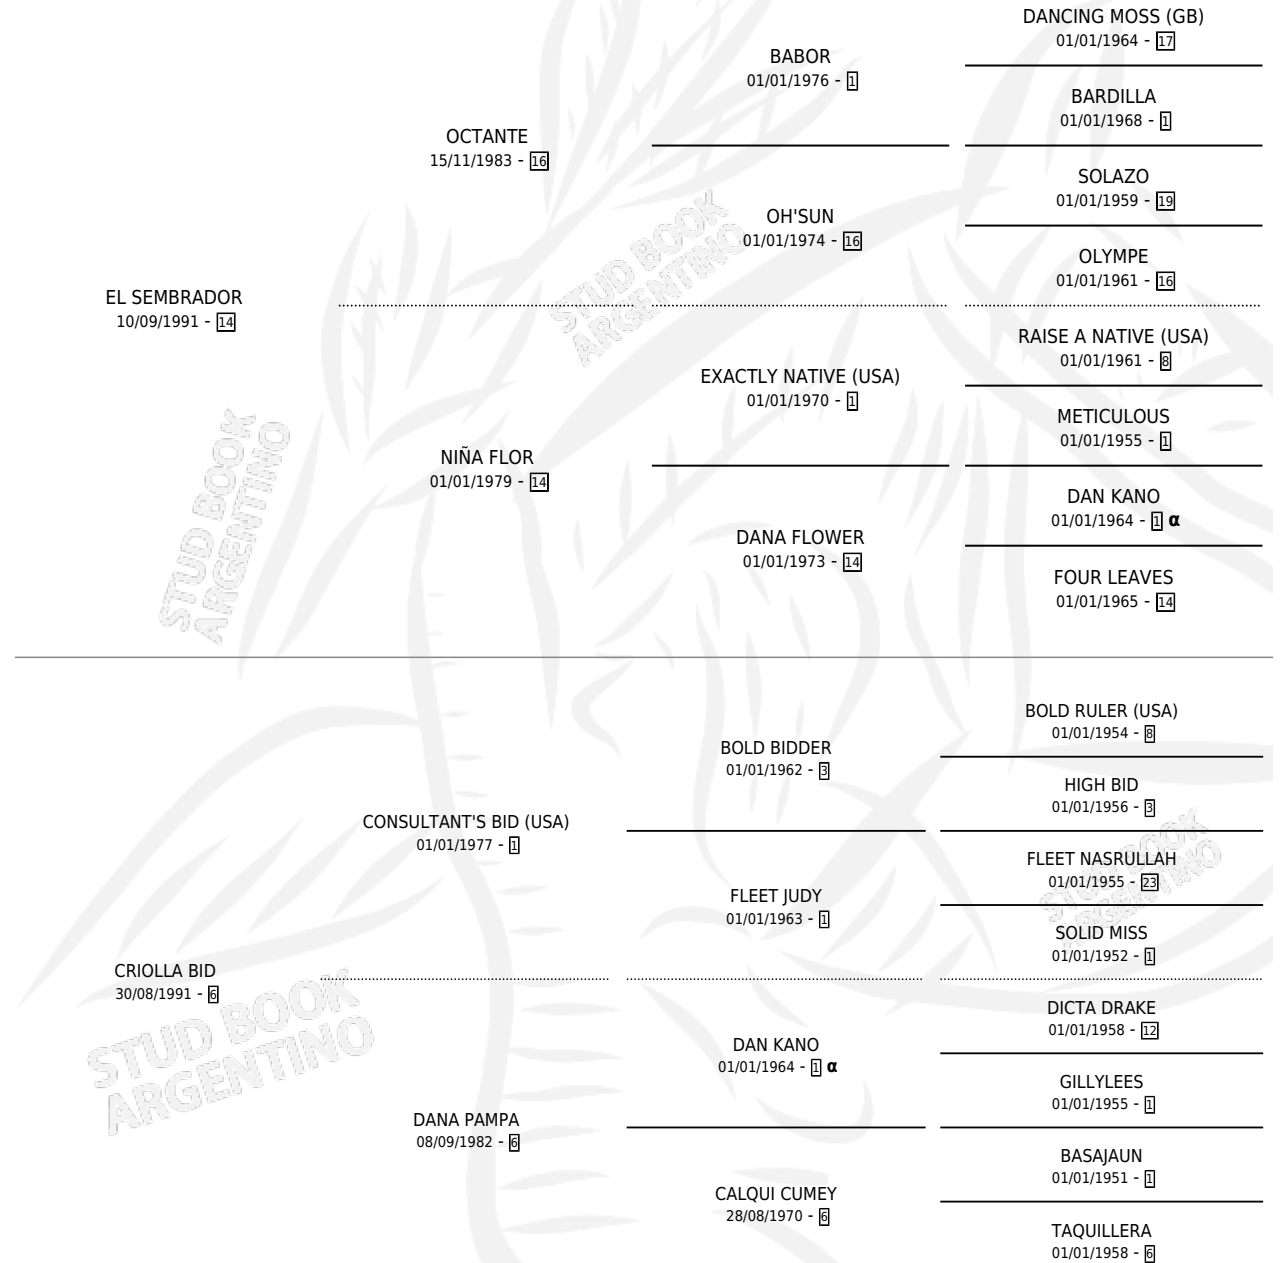 DANCING MOSS (GB)
01/01/1964 - 17
BABOR
01/01/1976 - 1
BARDILLA
01/01/1968 - 1
OCTANTE
15/11/1983 - 16
SOLAZO
01/01/1959 - 19
OH'SUN
01/01/1974 - 16
OLYMPE
01/01/1961 - 16
EL SEMBRADOR
10/09/1991 - 14
RAISE A NATIVE (USA)
01/01/1961 - 8
EXACTLY NATIVE (USA)
01/01/1970 - 1
METICULOUS
01/01/1955 - 1
NIÑA FLOR
01/01/1979 - 14
DAN KANO
01/01/1964 - 1 α
DANA FLOWER
01/01/1973 - 14
FOUR LEAVES
01/01/1965 - 14
BOLD RULER (USA)
01/01/1954 - 8
BOLD BIDDER
01/01/1962 - 3
HIGH BID
01/01/1956 - 3
CONSULTANT'S BID (USA)
01/01/1977 - 1
FLEET NASRULLAH
01/01/1955 - 23
FLEET JUDY
01/01/1963 - 1
SOLID MISS
01/01/1952 - 1
CRIOLLA BID
30/08/1991 - 6
DICTA DRAKE
01/01/1958 - 12
DAN KANO
01/01/1964 - 1 α
GILLYLEES
01/01/1955 - 1
DANA PAMPA
08/09/1982 - 6
BASAJAUN
01/01/1951 - 1
CALQUI CUMEY
28/08/1970 - 6
TAQUILLERA
01/01/1958 - 6
STUD BOOK
ARGENTINO
STUD BOOK
ARGENTINO
STUD BOOK
ARGENTINO
STUD BOOK
ARGENTINO